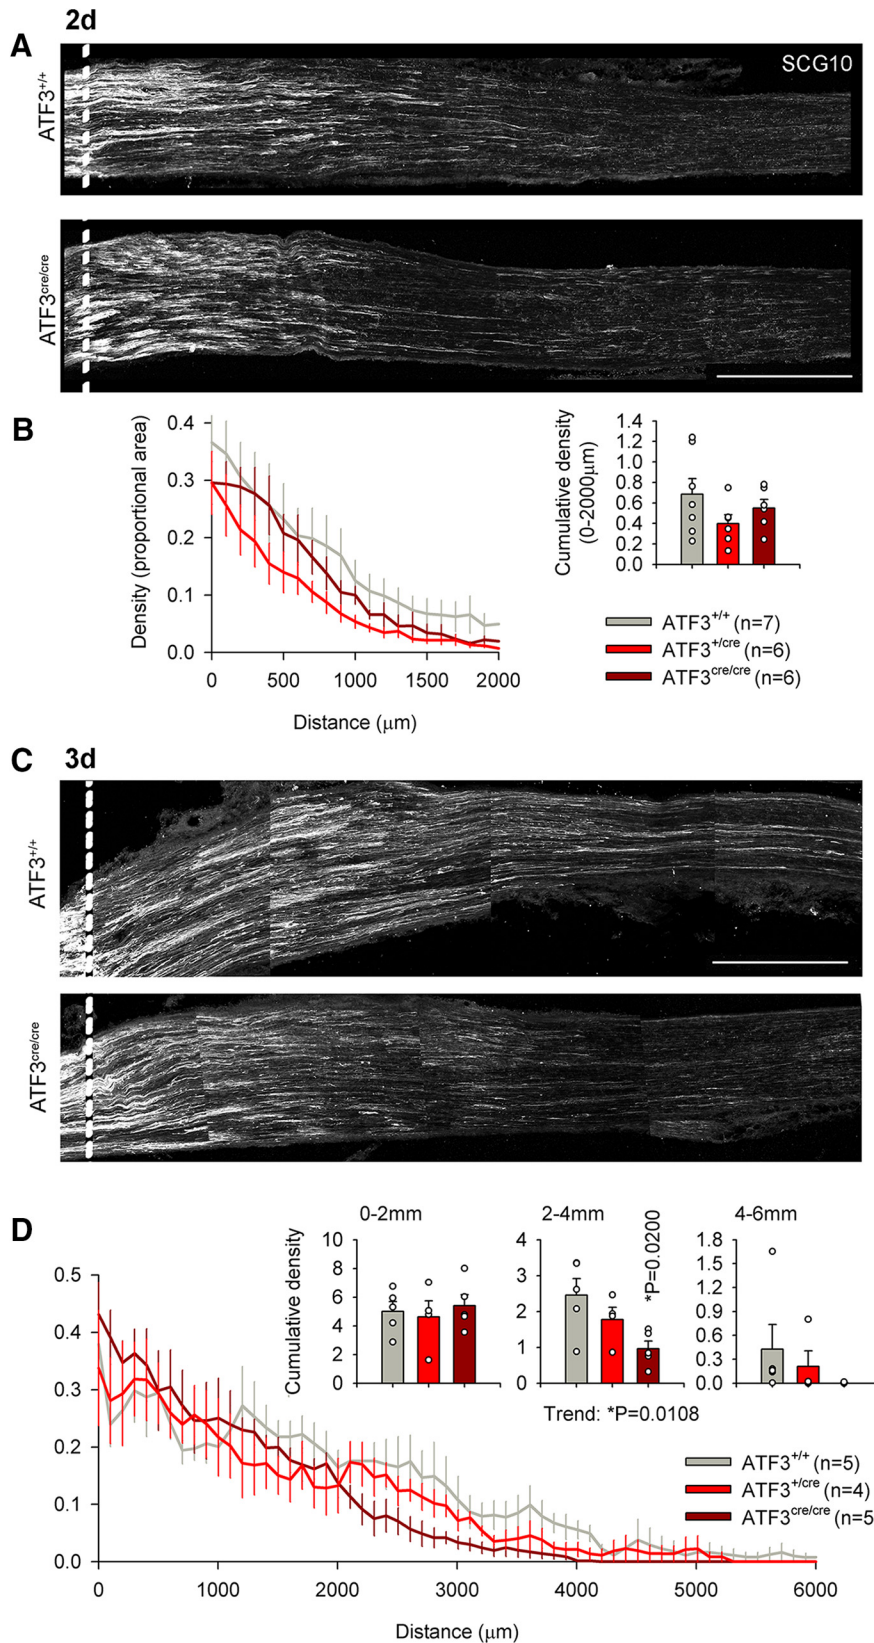 2d
A
ATF3+/+
SCG10
ATF3cre/cre
B
Density (proportional area)
0.4
0.3
0.2
0.1
0.0
0 500 1000 1500 2000
Distance (μm)
Cumulative density
(0-2000μm)
1.4
1.2
1.0
0.8
0.6
0.4
0.2
0.0
ATF3+/+ (n=7)
ATF3+/cre (n=6)
ATF3cre/cre (n=6)
C
3d
ATF3+/+
ATF3cre/cre
D
0.5
0.4
0.3
0.2
0.1
0.0
0 1000 2000 3000 4000 5000 6000
Distance (μm)
Cumulative density
0-2mm
10
8
6
4
2
0
2-4mm
4
3
2
1
0
*P=0.0200
4-6mm
1.8
1.5
1.2
0.9
0.6
0.3
0.0
Trend: *P=0.0108
ATF3+/+ (n=5)
ATF3+/cre (n=4)
ATF3cre/cre (n=5